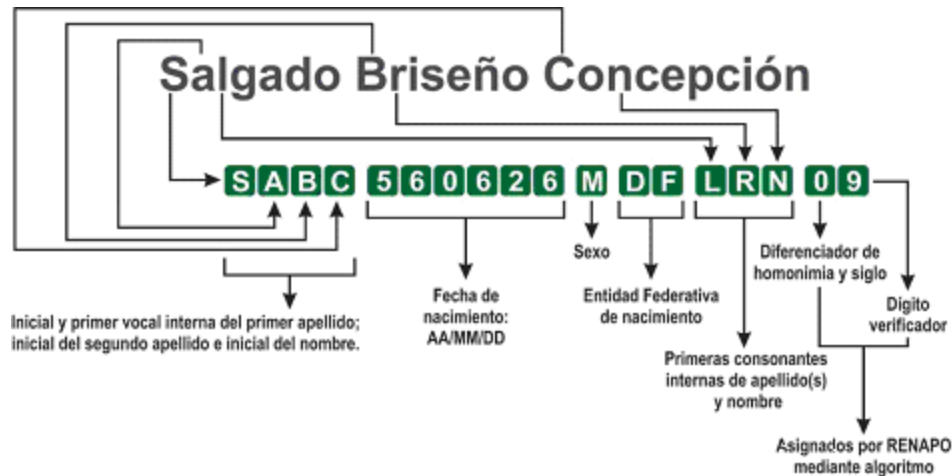 Salgado Briseño Concepción
SABC 560626 M DF LRN 09
Sexo
Diferenciador de
homonimia y siglo
Inicial y primer vocal interna del primer apellido;
inicial del segundo apellido e inicial del nombre.
Fecha de
nacimiento:
AA/MM/DD
Entidad Federativa
de nacimiento
Digito
verificador
Primeras consonantes
internas de apellido(s)
y nombre
Asignados por RENAPO
mediante algoritmo